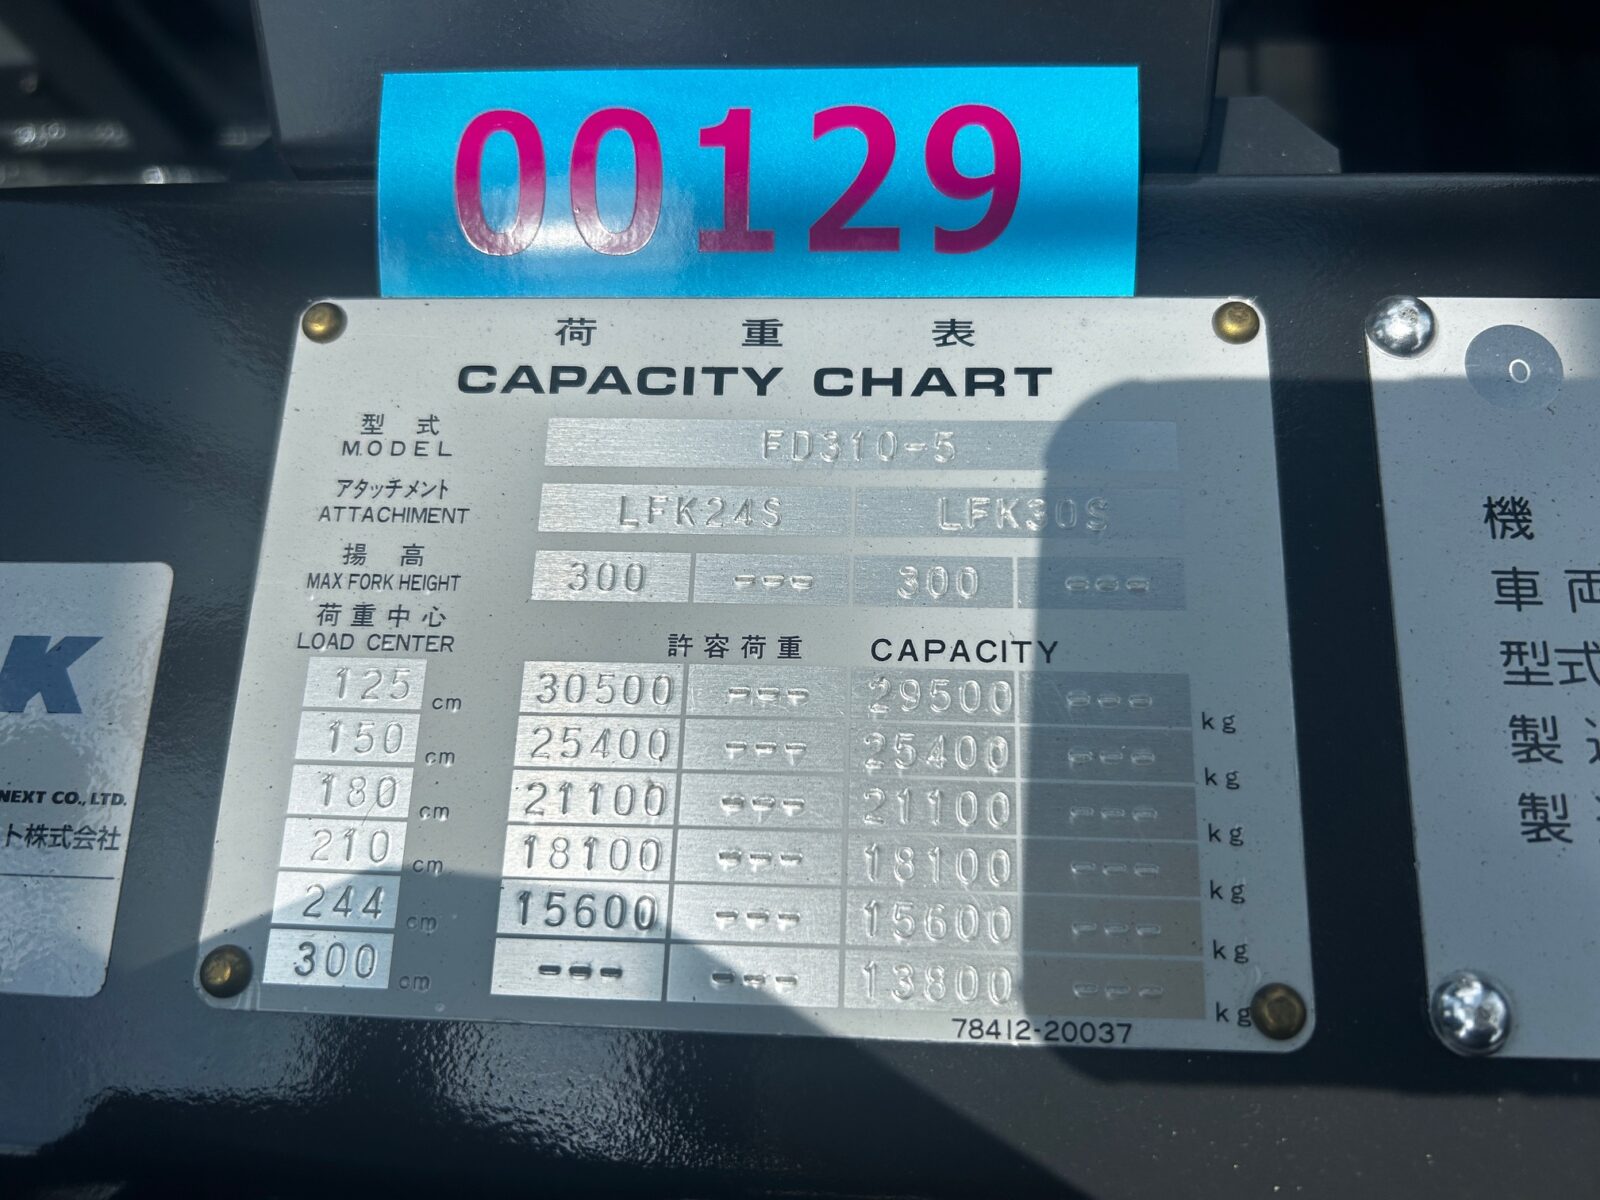 00129
荷重表
CAPACITY CHART
型式
MODEL FD310-5
アタッチメント
ATTACHIMENT LFK24S LFK30S
揚高
MAX FORK HEIGHT 300 --- 300 ---
荷重中心
LOAD CENTER 許容荷重 CAPACITY
125 cm 30500 --- 29500 --- kg
150 cm 25400 --- 25400 --- kg
180 cm 21100 --- 21100 --- kg
210 cm 18100 --- 18100 --- kg
244 cm 15600 --- 15600 --- kg
300 cm --- --- 13800 --- kg
78412-20037
K
NEXT CO., LTD.
ト株式会社
機
車両
型式
製
製